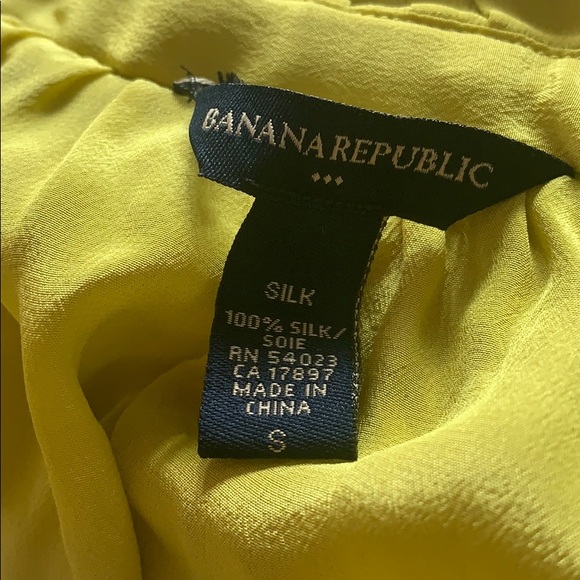 BANANA REPUBLIC
SILK
100% SILK/
SOIE
RN 54023
CA 17897
MADE IN
CHINA
S